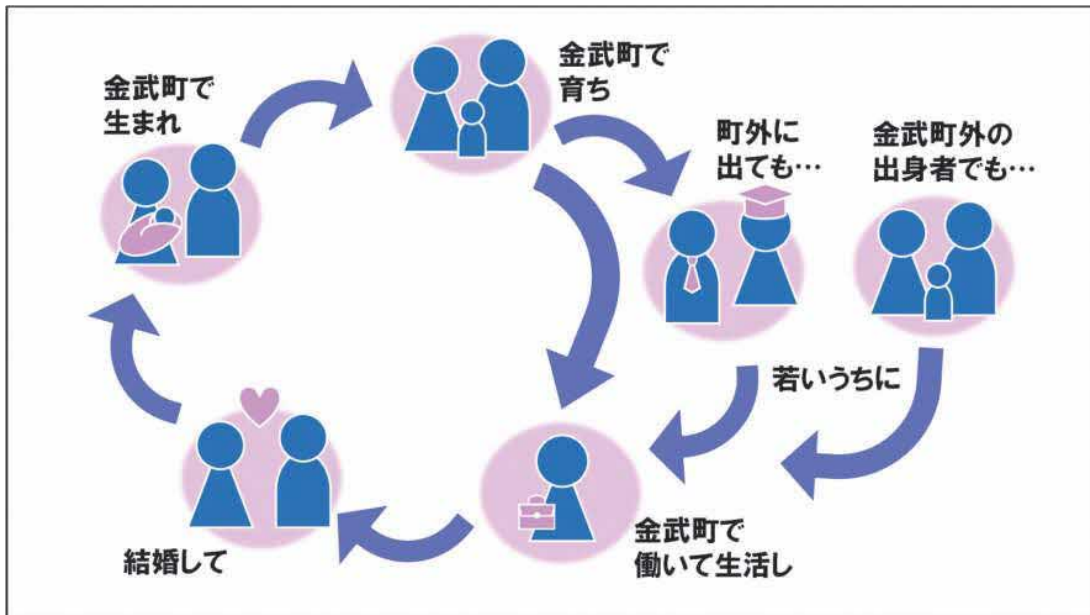 金武町で
生まれ
金武町で
育ち
町外に
出ても…
金武町外の
出身者でも…
若いうちに
金武町で
働いて生活し
結婚して